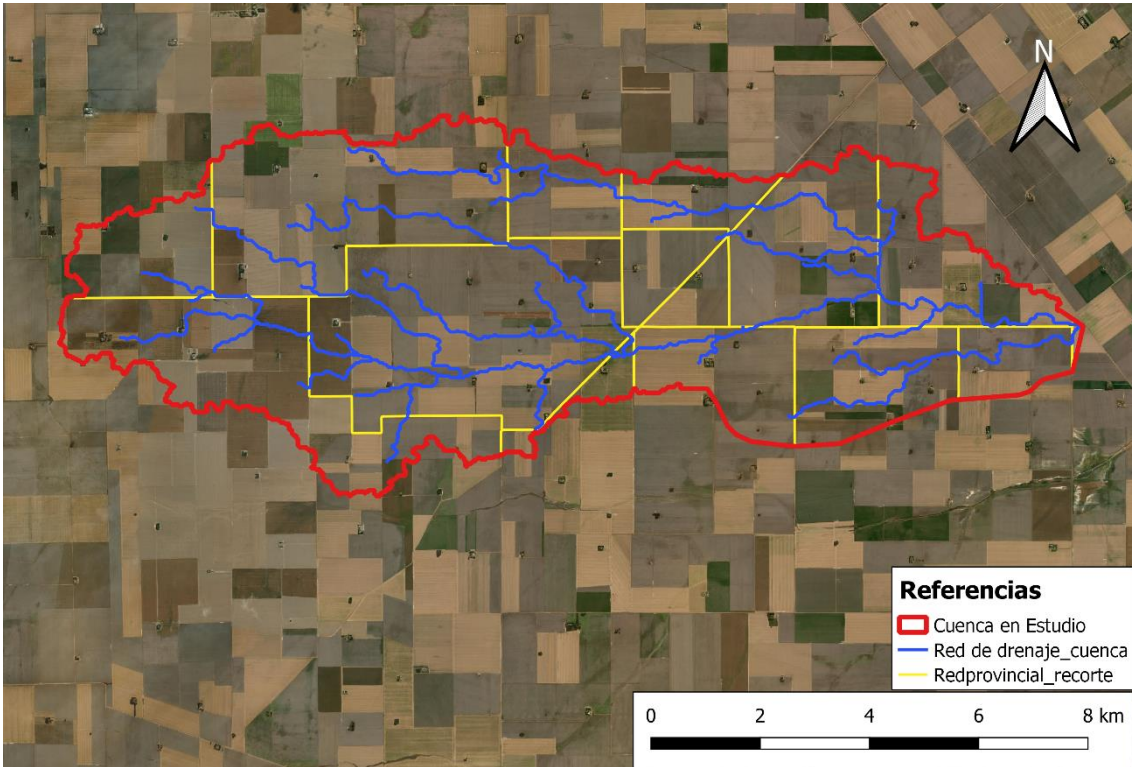 N
Referencias
Cuenca en Estudio
Red de drenaje_cuenca
Redprovincial_recorte
0 2 4 6 8 km